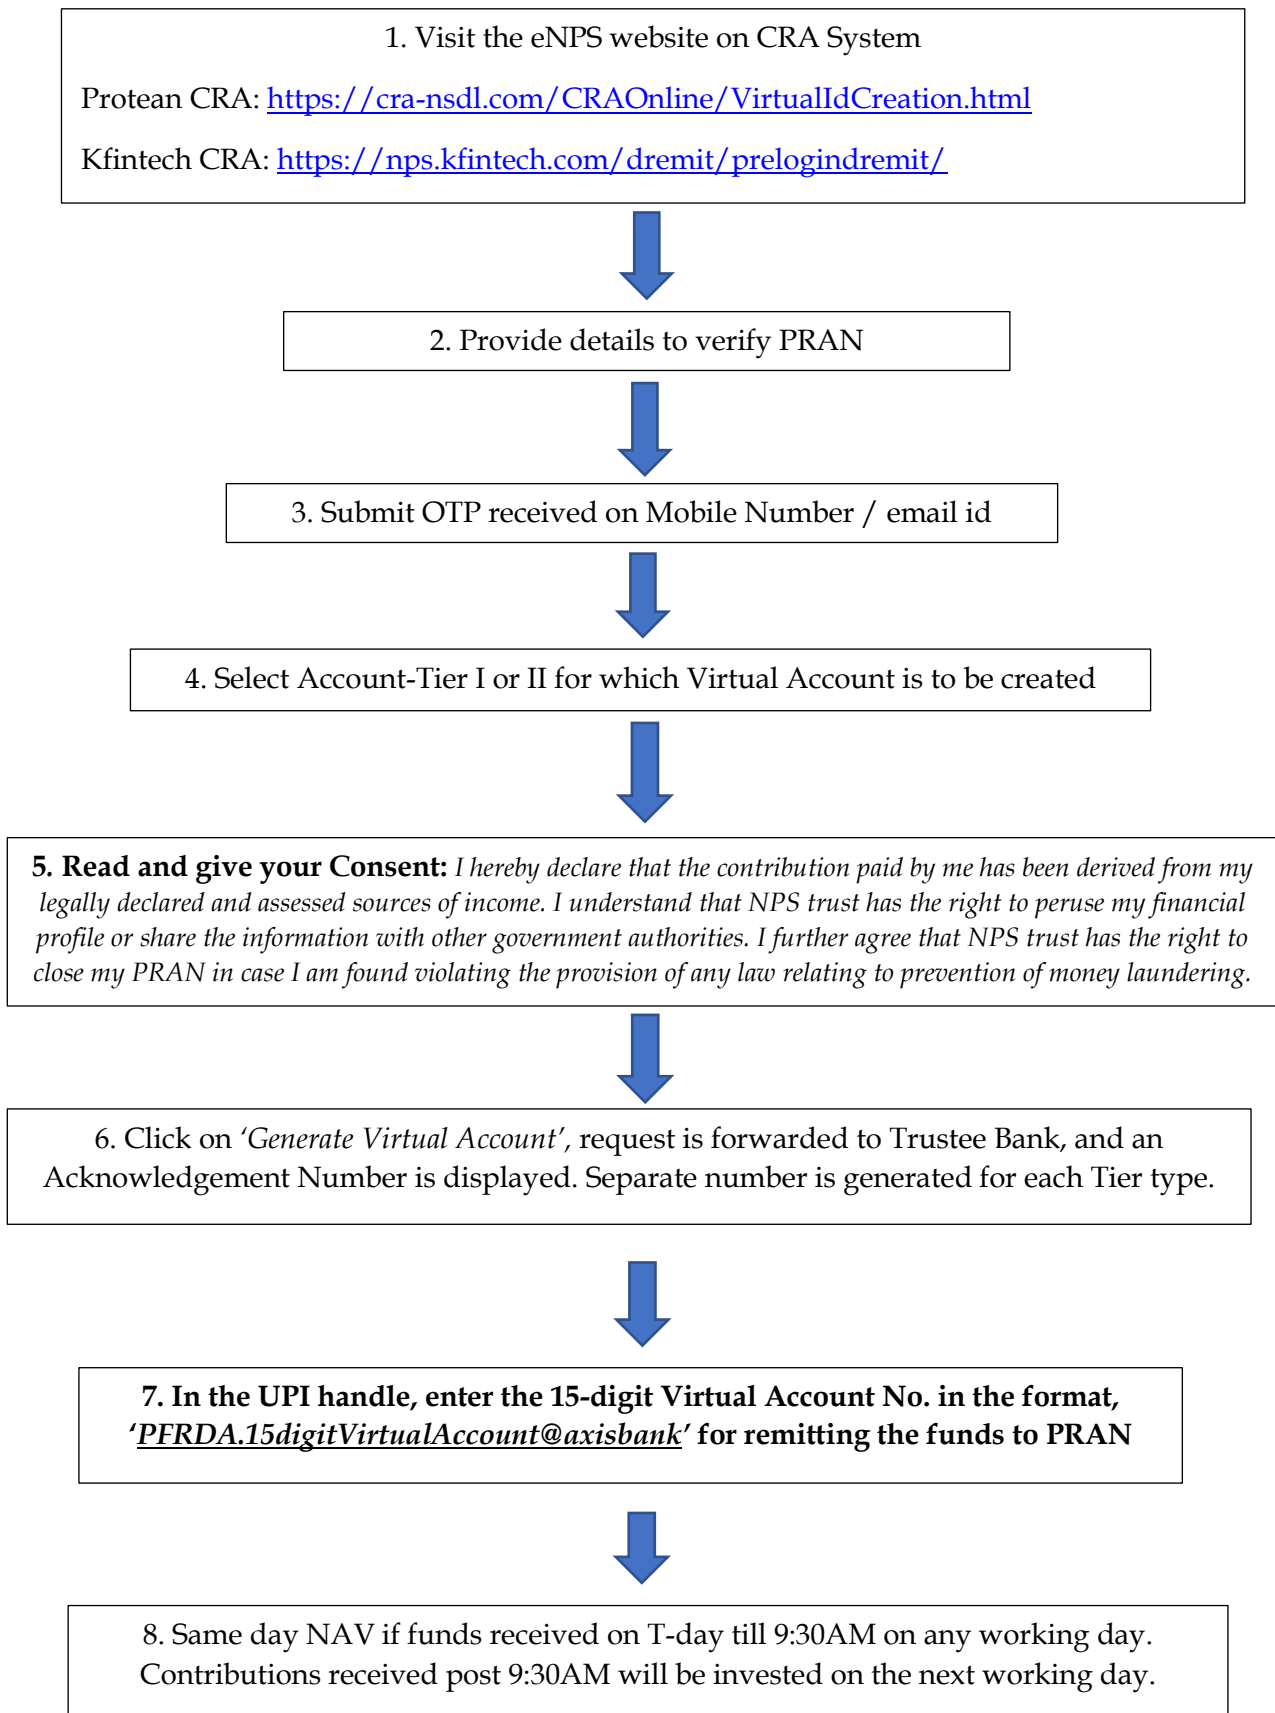 1. Visit the eNPS website on CRA System
Protean CRA: https://cra-nsdl.com/CRAOnline/VirtualIdCreation.html
Kfintech CRA: https://nps.kfintech.com/dremit/prelogindremit/
2. Provide details to verify PRAN
3. Submit OTP received on Mobile Number / email id
4. Select Account-Tier I or II for which Virtual Account is to be created
5. Read and give your Consent: I hereby declare that the contribution paid by me has been derived from my
legally declared and assessed sources of income. I understand that NPS trust has the right to peruse my financial
profile or share the information with other government authorities. I further agree that NPS trust has the right to
close my PRAN in case I am found violating the provision of any law relating to prevention of money laundering.
6. Click on ‘Generate Virtual Account’, request is forwarded to Trustee Bank, and an
Acknowledgement Number is displayed. Separate number is generated for each Tier type.
7. In the UPI handle, enter the 15-digit Virtual Account No. in the format,
‘PFRDA.15digitVirtualAccount@axisbank’ for remitting the funds to PRAN
8. Same day NAV if funds received on T-day till 9:30AM on any working day.
Contributions received post 9:30AM will be invested on the next working day.